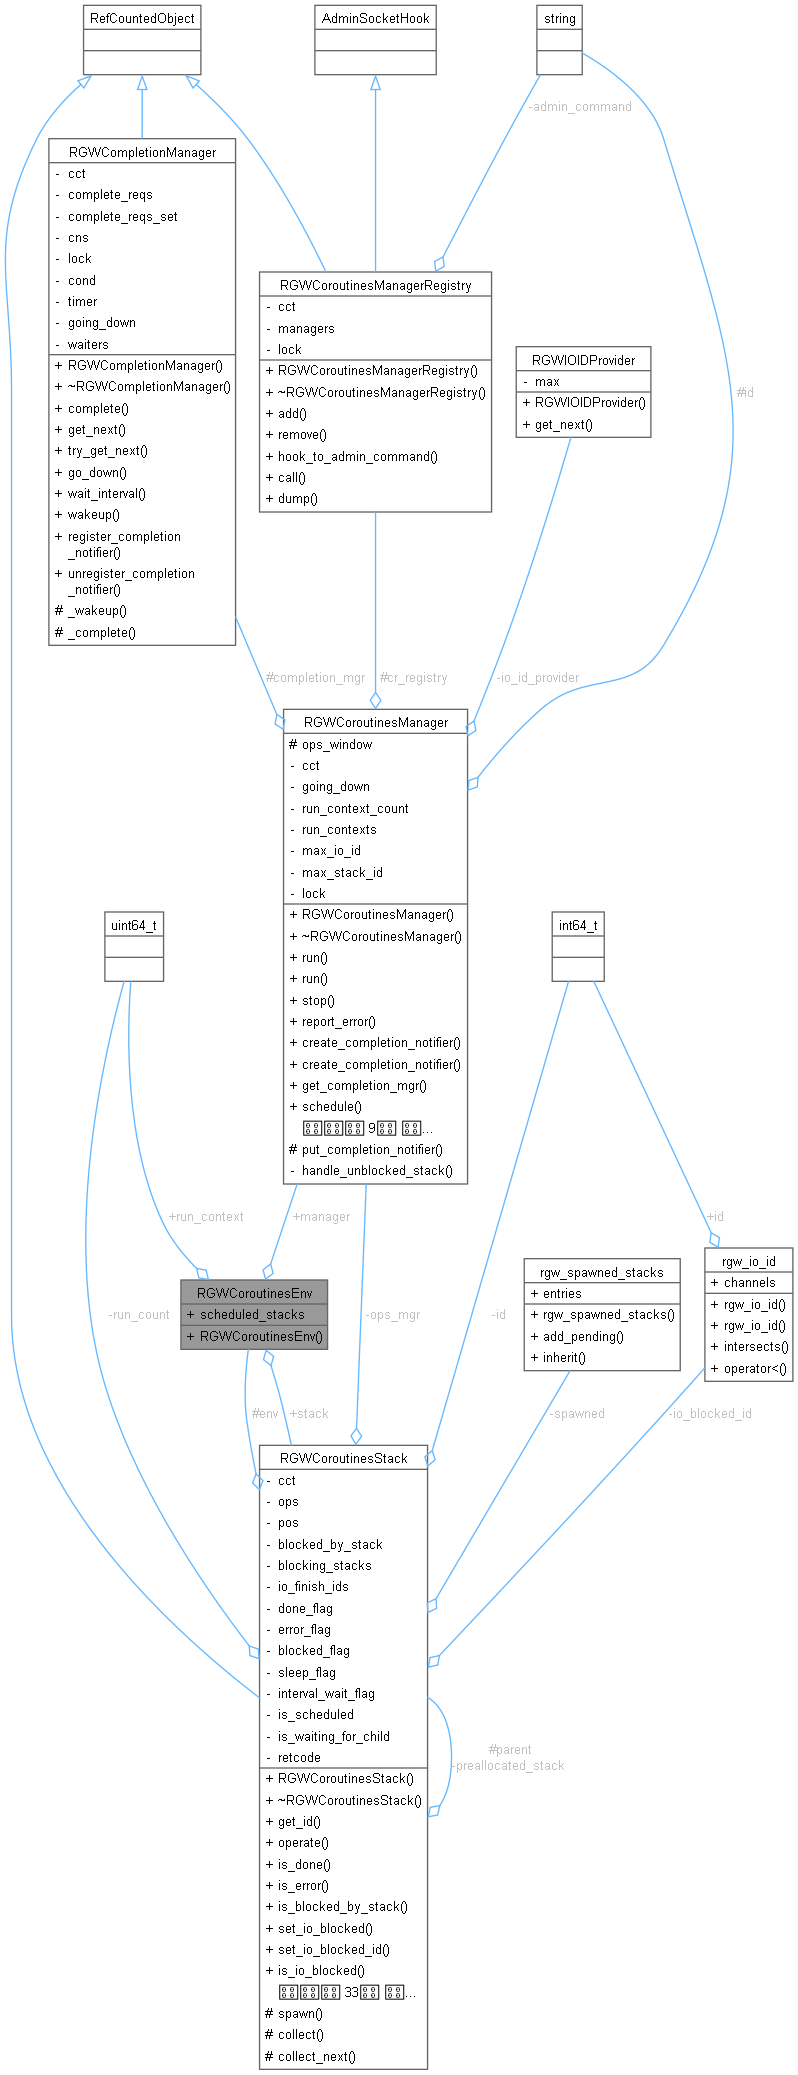 RefCountedObject
AdminSocketHook
string
-admin_command
RGWCompletionManager
- cct
- complete_reqs
- complete_reqs_set
- cns
- lock
- cond
- timer
- going_down
- waiters
+ RGWCompletionManager()
+ ~RGWCompletionManager()
+ complete()
+ get_next()
+ try_get_next()
+ go_down()
+ wait_interval()
+ wakeup()
+ register_completion
_notifier()
+ unregister_completion
_notifier()
# _wakeup()
# _complete()
RGWCoroutinesManagerRegistry
- cct
- managers
- lock
+ RGWCoroutinesManagerRegistry()
+ ~RGWCoroutinesManagerRegistry()
+ add()
+ remove()
+ hook_to_admin_command()
+ call()
+ dump()
RGWIOIDProvider
- max
+ RGWIOIDProvider()
+ get_next()
#id
#completion_mgr
#cr_registry
-io_id_provider
RGWCoroutinesManager
# ops_window
- cct
- going_down
- run_context_count
- run_contexts
- max_io_id
- max_stack_id
- lock
+ RGWCoroutinesManager()
+ ~RGWCoroutinesManager()
+ run()
+ run()
+ stop()
+ report_error()
+ create_completion_notifier()
+ create_completion_notifier()
+ get_completion_mgr()
+ schedule()
9 ...
# put_completion_notifier()
- handle_unblocked_stack()
uint64_t
int64_t
+run_context
+manager
+id
RGWCoroutinesEnv
+ scheduled_stacks
+ RGWCoroutinesEnv()
-run_count
-ops_mgr
-id
rgw_spawned_stacks
+ entries
+ rgw_spawned_stacks()
+ add_pending()
+ inherit()
rgw_io_id
+ channels
+ rgw_io_id()
+ rgw_io_id()
+ intersects()
+ operator<()
#env
+stack
-spawned
-io_blocked_id
RGWCoroutinesStack
- cct
- ops
- pos
- blocked_by_stack
- blocking_stacks
- io_finish_ids
- done_flag
- error_flag
- blocked_flag
- sleep_flag
- interval_wait_flag
- is_scheduled
- is_waiting_for_child
- retcode
+ RGWCoroutinesStack()
+ ~RGWCoroutinesStack()
+ get_id()
+ operate()
+ is_done()
+ is_error()
+ is_blocked_by_stack()
+ set_io_blocked()
+ set_io_blocked_id()
+ is_io_blocked()
33 ...
# spawn()
# collect()
# collect_next()
#parent
-preallocated_stack